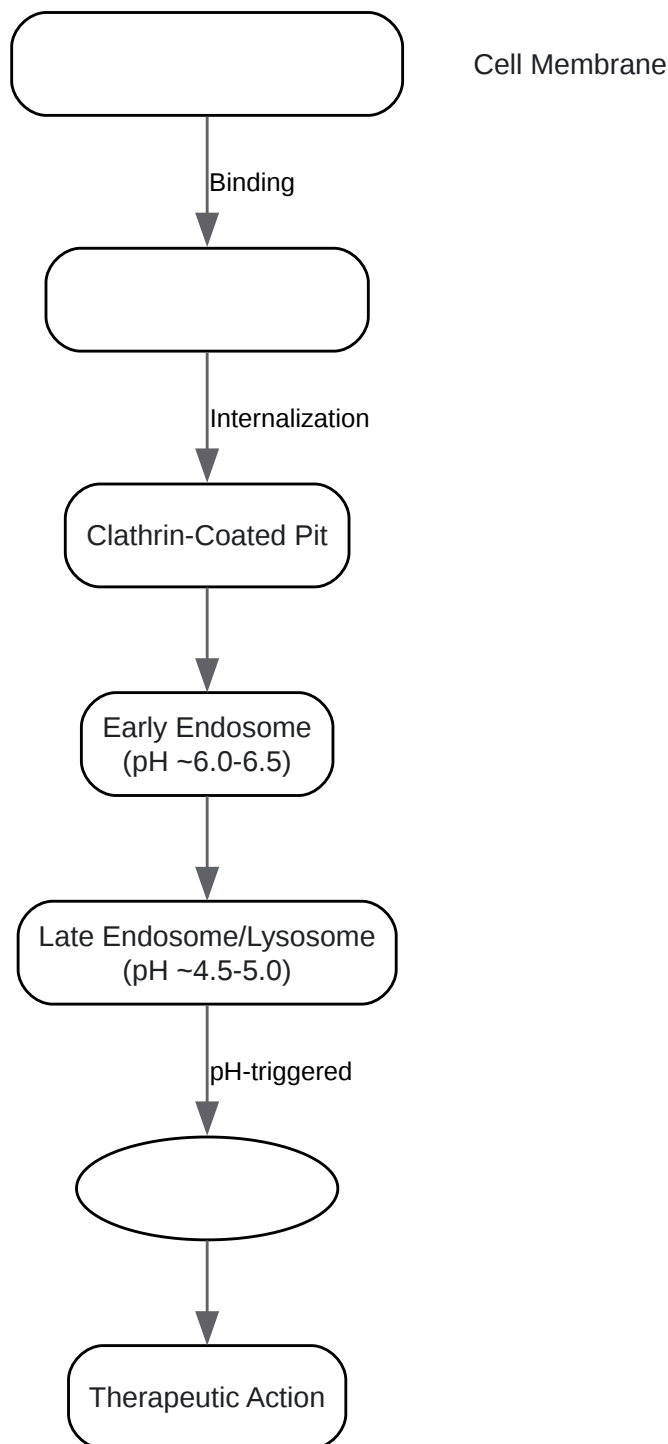 Cell Membrane
Binding
Internalization
Clathrin-Coated Pit
Early Endosome
(pH ~6.0-6.5)
Late Endosome/Lysosome
(pH ~4.5-5.0)
pH-triggered
Therapeutic Action